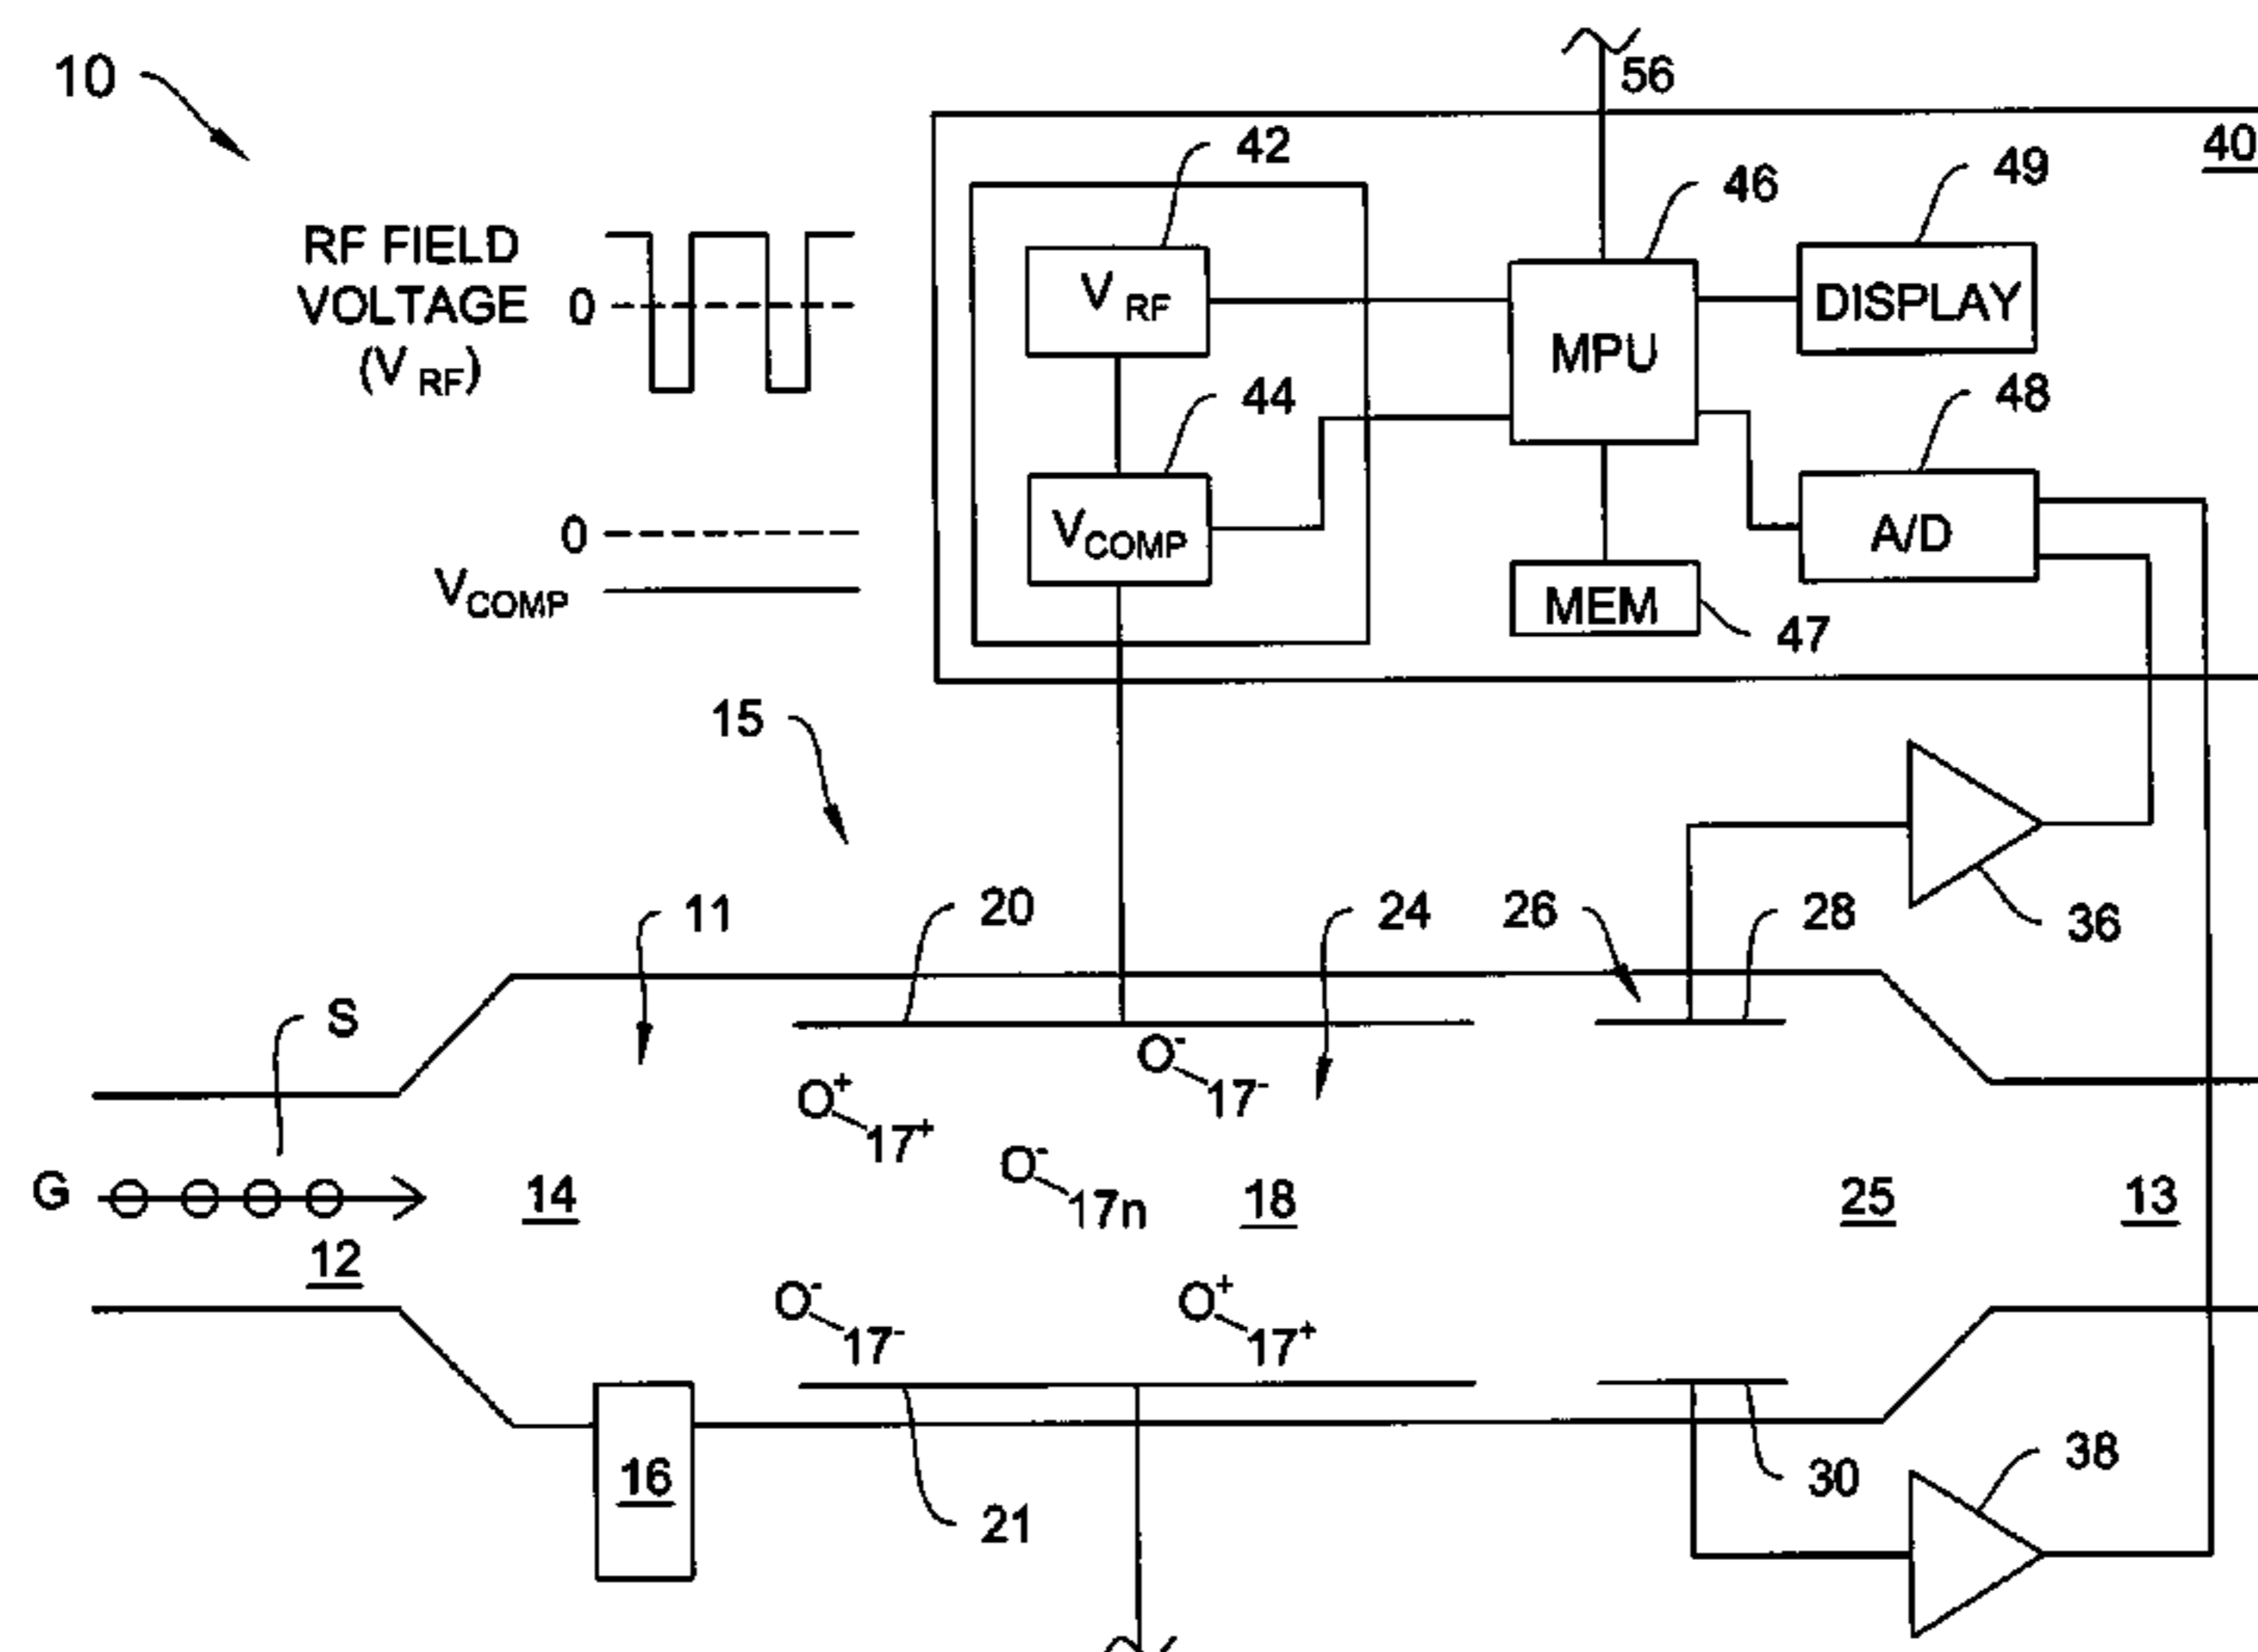 10
56
40
42
46
49
RF FIELD
VOLTAGE
(V RF)
0
V RF
MPU
DISPLAY
44
48
0
VCOMP
VCOMP
A/D
MEM
47
15
36
11
20
24
26
28
S
O-
17-
O+
17+
O-
17n
G
14
18
25
13
12
O-
17-
O+
17+
16
21
30
38